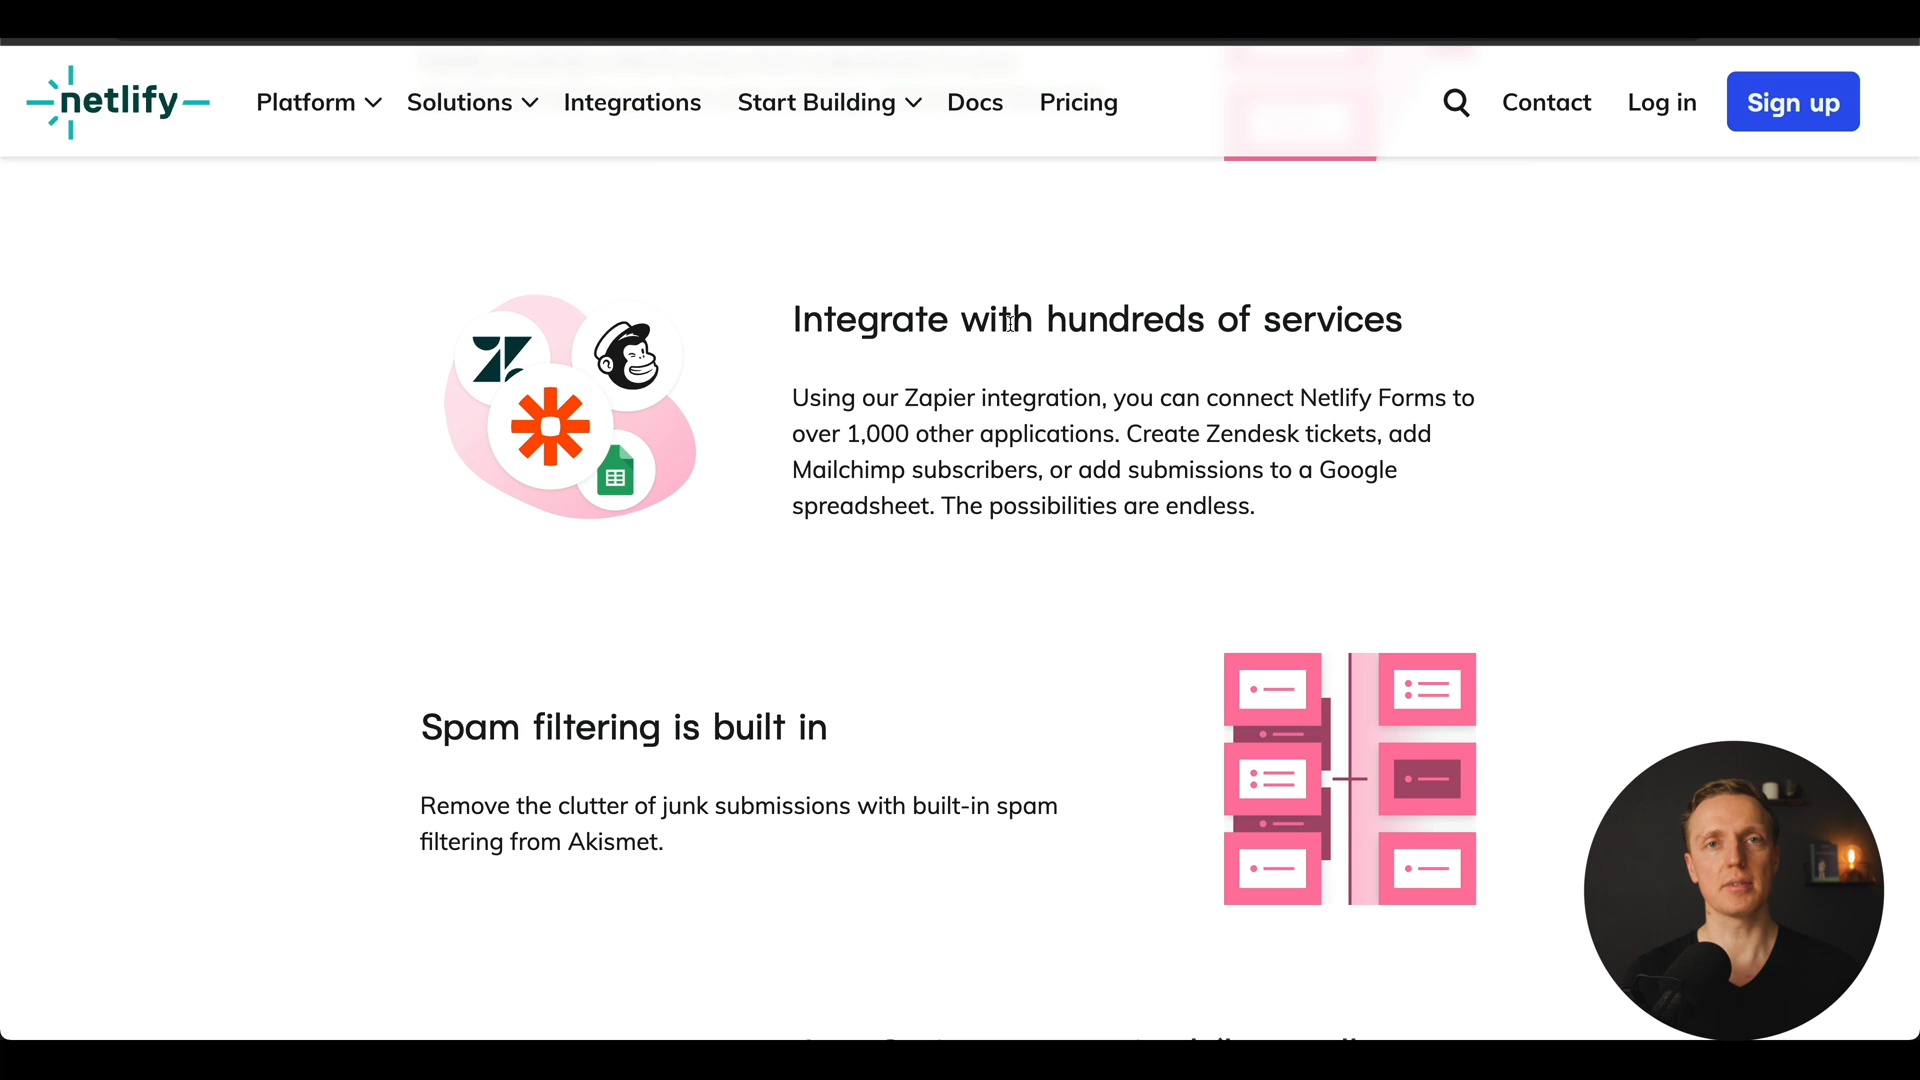 netlify Platform Solutions Integrations Start Building Docs Pricing Contact Log in Sign up
Integrate with hundreds of services
Using our Zapier integration, you can connect Netlify Forms to
over 1,000 other applications. Create Zendesk tickets, add
Mailchimp subscribers, or add submissions to a Google
spreadsheet. The possibilities are endless.
Spam filtering is built in
Remove the clutter of junk submissions with built-in spam
filtering from Akismet.